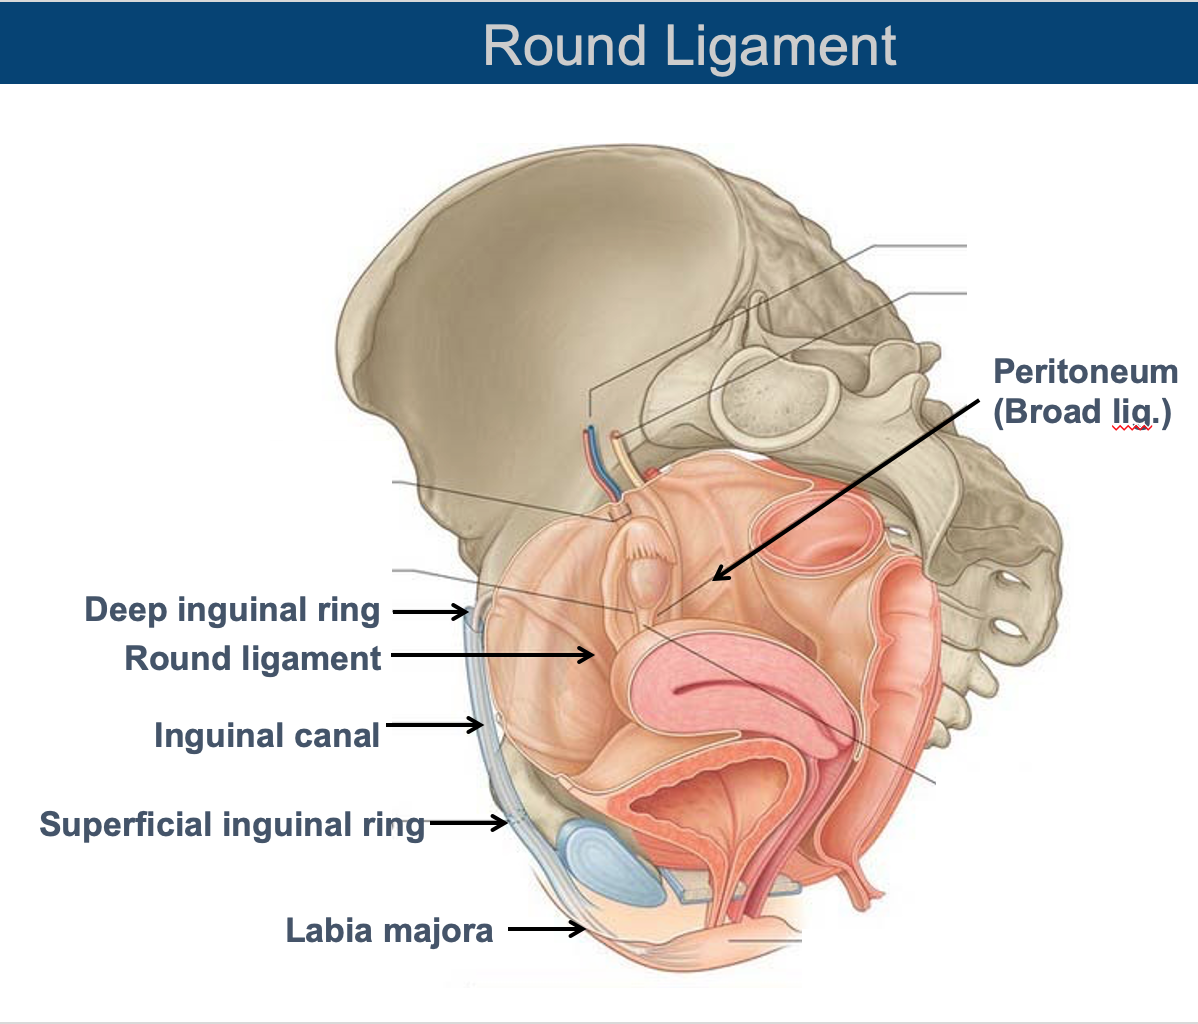 Round Ligament
Peritoneum
(Broad lig.)
Deep inguinal ring
Round ligament
Inguinal canal
Superficial inguinal ring
Labia majora